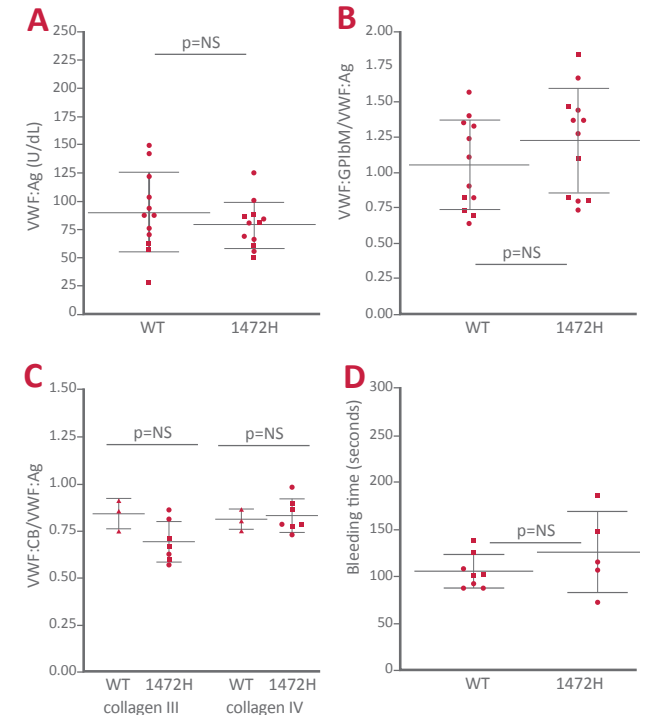 A
VWF:Ag (U/dL)
250
225
200
175
150
125
100
75
50
25
0
p=NS
WT 1472H
B
VWF:GPIbM/VWF:Ag
2.00
1.75
1.50
1.25
1.00
0.75
0.50
0.25
0.00
p=NS
WT 1472H
C
VWF:CB/VWF:Ag
1.50
1.25
1.00
0.75
0.50
0.25
0.00
p=NS p=NS
WT 1472H WT 1472H
collagen III collagen IV
D
Bleeding time (seconds)
300
250
200
150
100
50
0
p=NS
WT 1472H